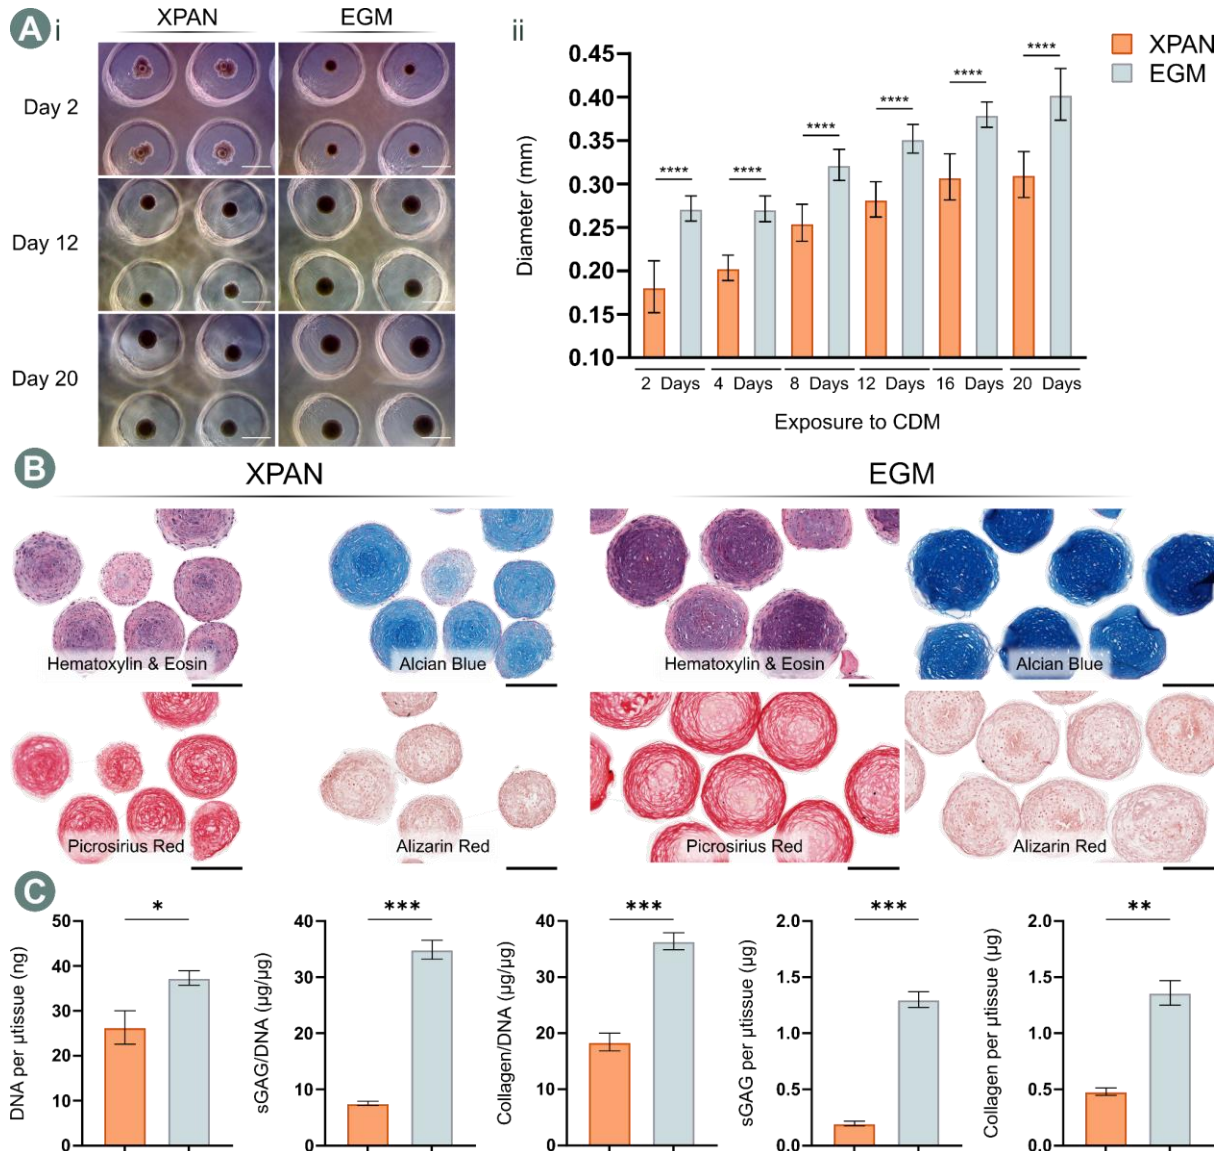 A
i
XPAN
EGM
Day 2
Day 12
Day 20
ii
XPAN
EGM
Diameter (mm)
0.45
0.40
0.35
0.30
0.25
0.20
0.15
0.10
****
****
****
****
****
****
2 Days
4 Days
8 Days
12 Days
16 Days
20 Days
Exposure to CDM
B
XPAN
EGM
Hematoxylin & Eosin
Alcian Blue
Hematoxylin & Eosin
Alcian Blue
Picrosirius Red
Alizarin Red
Picrosirius Red
Alizarin Red
C
DNA per µtissue (ng)
50
40
30
20
10
0
*
sGAG/DNA (µg/µg)
40
30
20
10
0
***
Collagen/DNA (µg/µg)
40
30
20
10
0
***
sGAG per µtissue (µg)
2.0
1.5
1.0
0.5
0.0
***
Collagen per µtissue (µg)
2.0
1.5
1.0
0.5
0.0
**